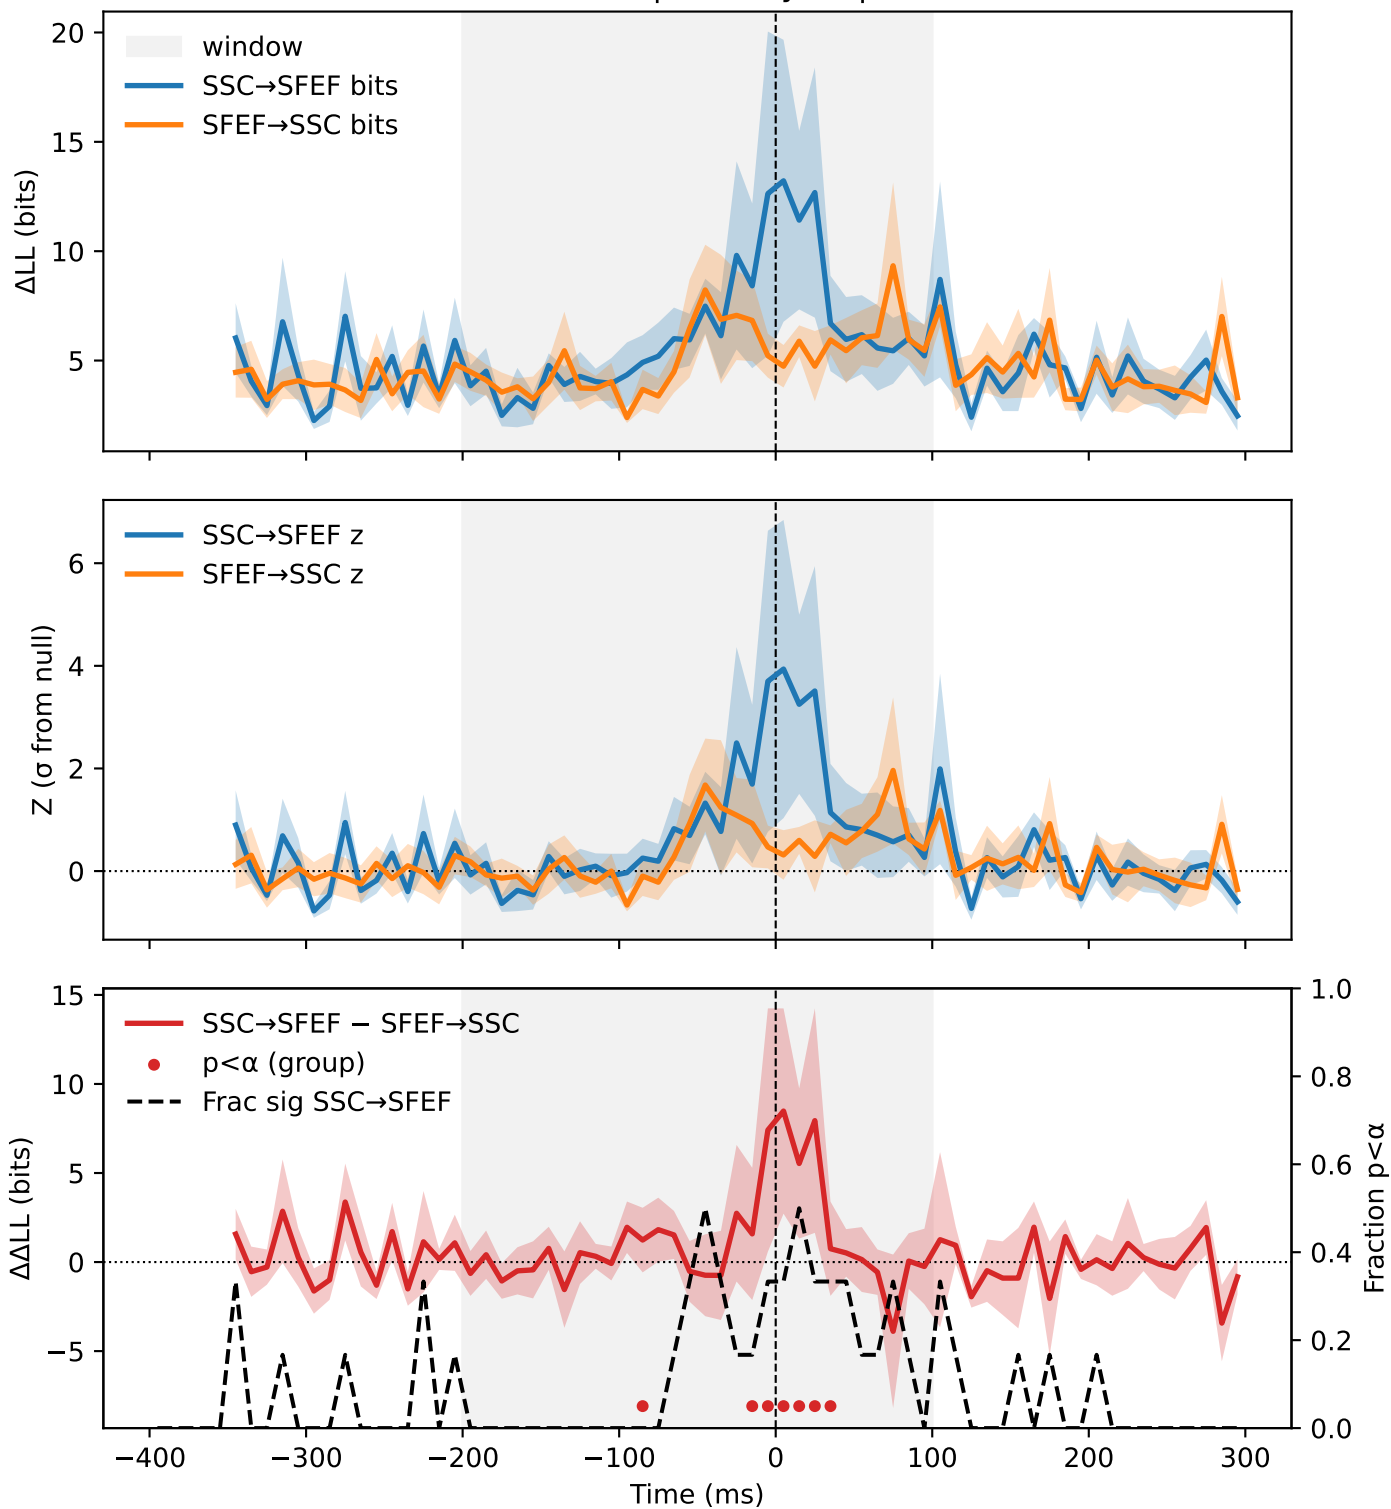 20
15
10
5
ΔLL (bits)
window
SSC→SFEF bits
SFEF→SSC bits
6
4
2
0
Z (σ from null)
SSC→SFEF z
SFEF→SSC z
15
10
5
0
−5
ΔΔLL (bits)
SSC→SFEF − SFEF→SSC
p<α (group)
Frac sig SSC→SFEF
1.0
0.8
0.6
0.4
0.2
0.0
Fraction p<α
−400 −300 −200 −100 0 100 200 300
Time (ms)